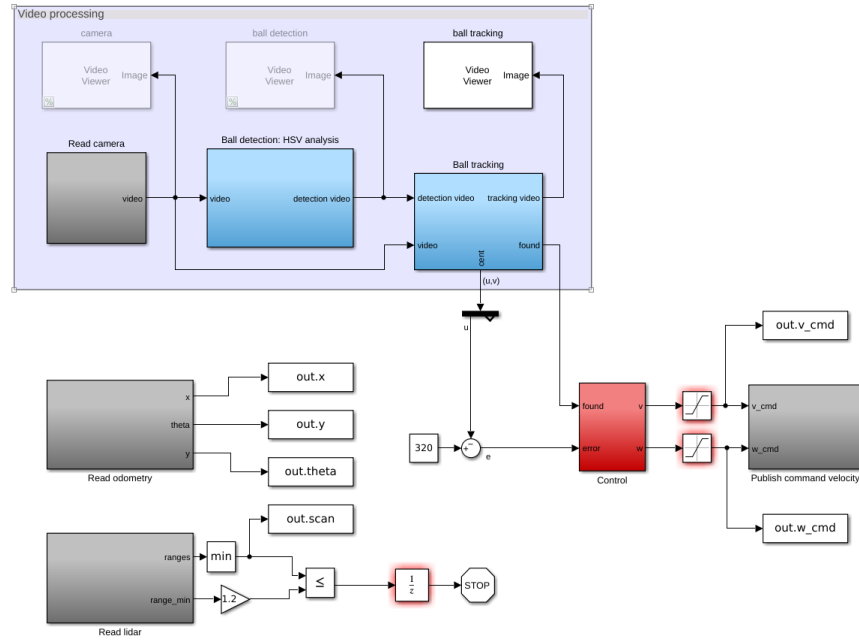 Video processing
camera
ball detection
ball tracking
Video
Viewer
Image
Video
Viewer
Image
Video
Viewer
Image
Read camera
video
Ball detection: HSV analysis
video
detection video
Ball tracking
detection video
tracking video
video
found
cent
(u,v)
u
out.v_cmd
out.x
x
theta
y
out.y
out.theta
Read odometry
320
+
−
e
found
v
error
w
Control
v_cmd
w_cmd
Publish command velocity
out.w_cmd
out.scan
ranges
min
range_min
1.2
≤
1
z
STOP
Read lidar